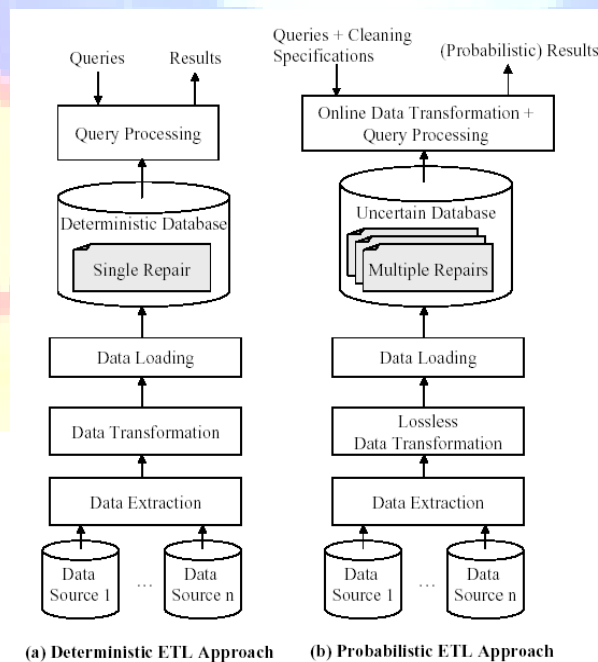 Queries
Results
Query Processing
Deterministic Database
Single Repair
Data Loading
Data Transformation
Data Extraction
Data
Source 1
...
Data
Source n
(a) Deterministic ETL Approach
Queries + Cleaning
Specifications
(Probabilistic) Results
Online Data Transformation +
Query Processing
Uncertain Database
Multiple Repairs
Data Loading
Lossless
Data Transformation
Data Extraction
Data
Source 1
...
Data
Source n
(b) Probabilistic ETL Approach